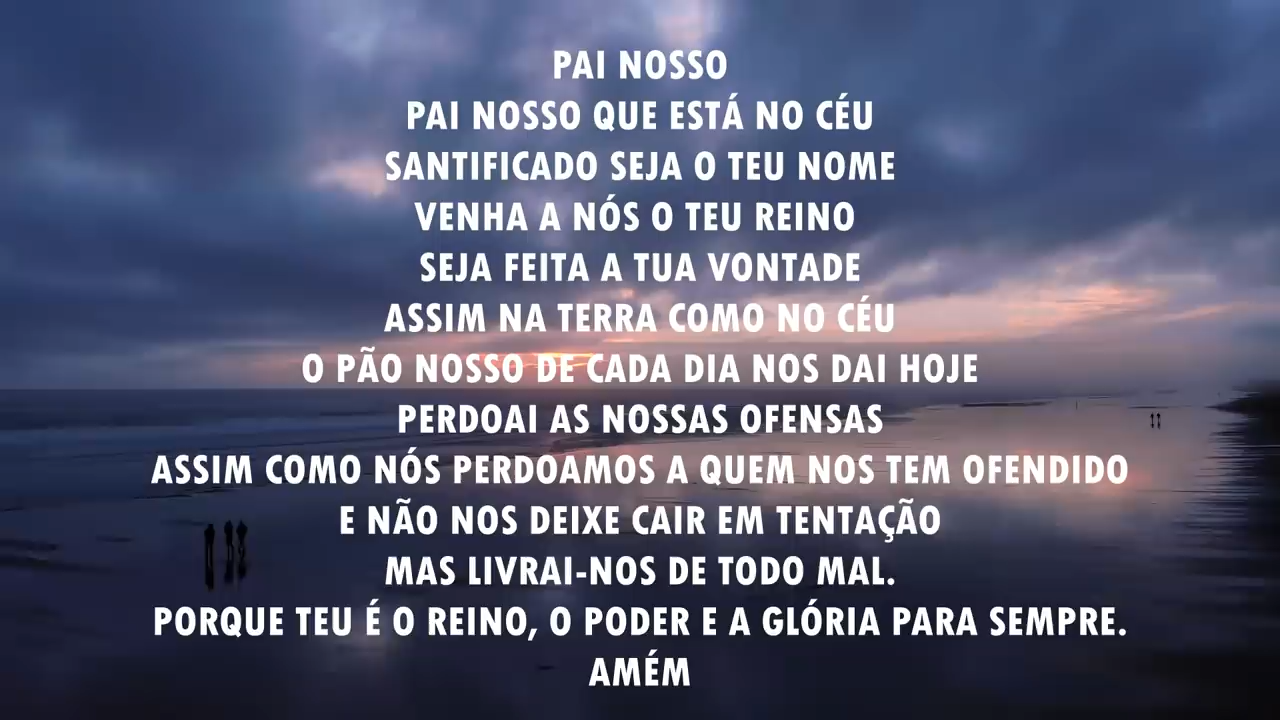 PAI NOSSO
PAI NOSSO QUE ESTÁ NO CÉU
SANTIFICADO SEJA O TEU NOME
VENHA A NÓS O TEU REINO
SEJA FEITA A TUA VONTADE
ASSIM NA TERRA COMO NO CÉU
O PÃO NOSSO DE CADA DIA NOS DAI HOJE
PERDOAI AS NOSSAS OFENSAS
ASSIM COMO NÓS PERDOAMOS A QUEM NOS TEM OFENDIDO
E NÃO NOS DEIXE CAIR EM TENTAÇÃO
MAS LIVRAI-NOS DE TODO MAL.
PORQUE TEU É O REINO, O PODER E A GLÓRIA PARA SEMPRE.
AMÉM